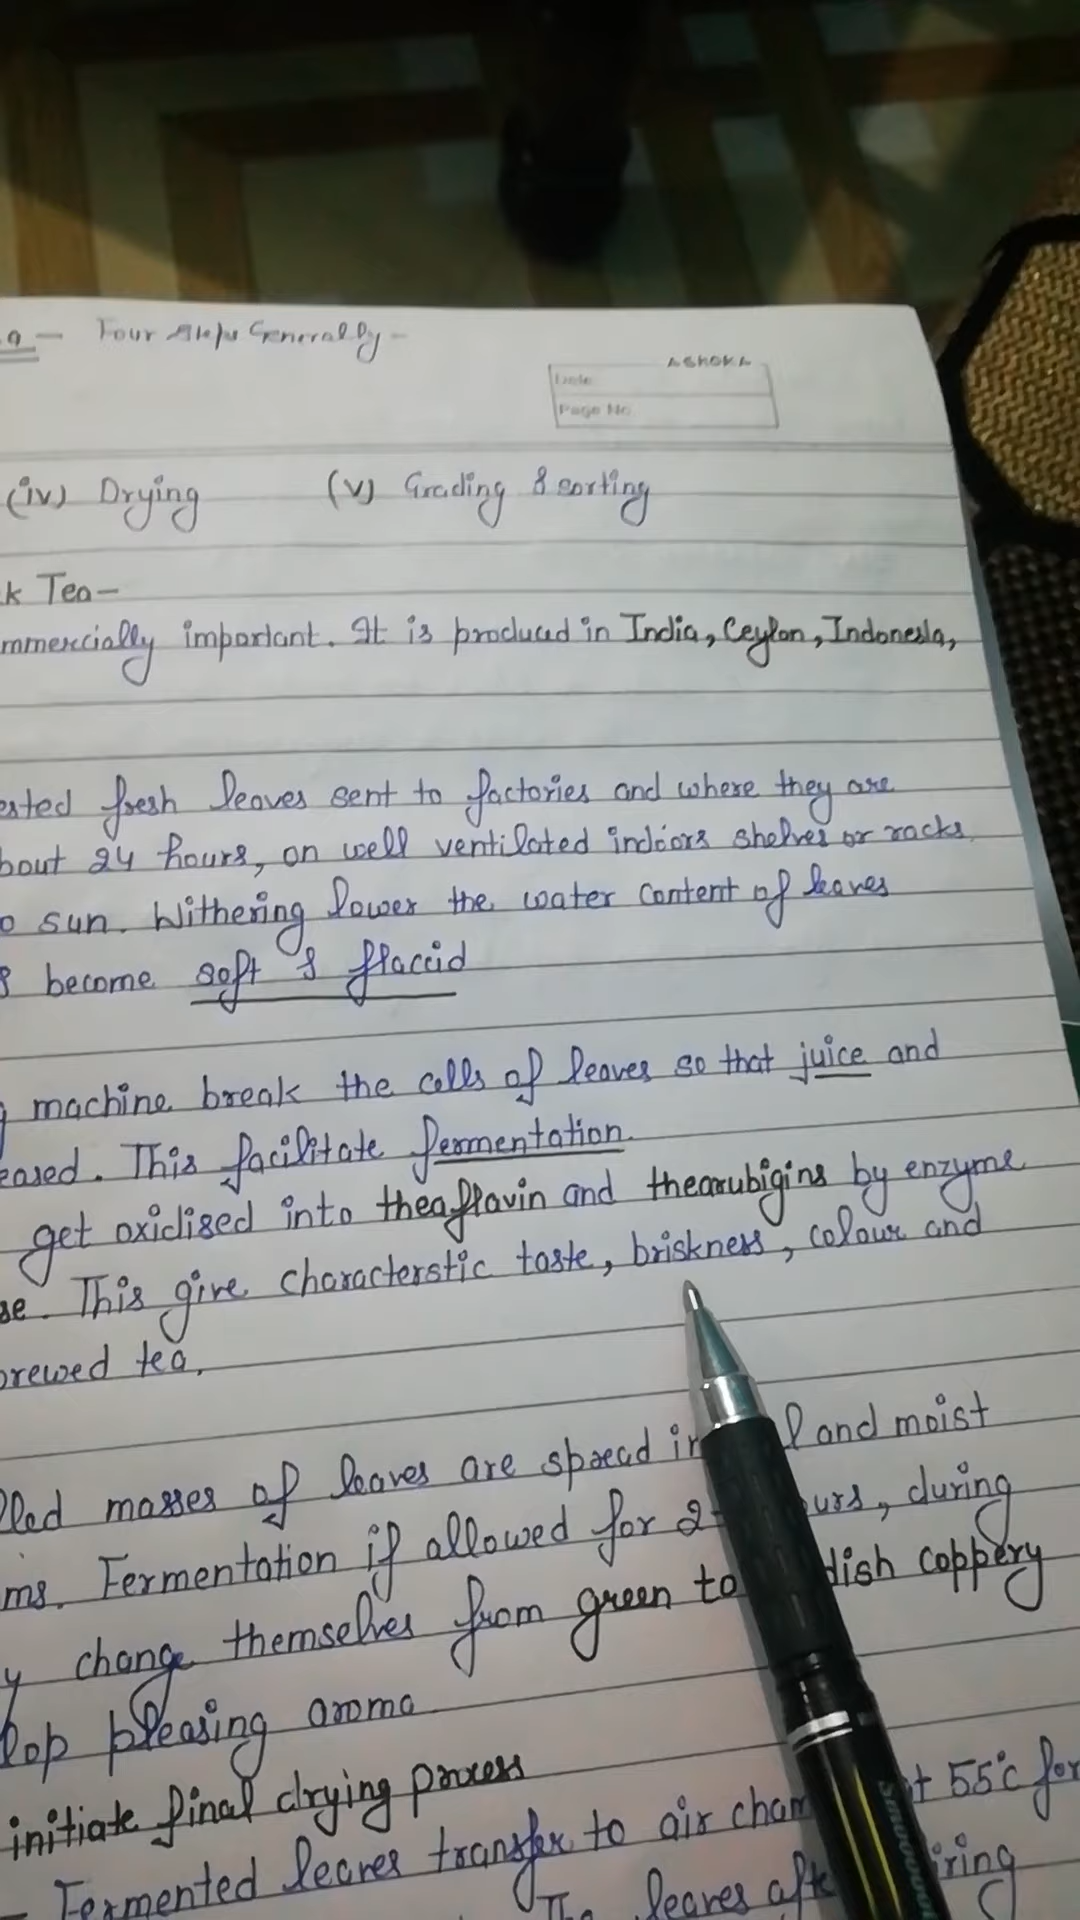 a - Four steps Generally -
ASHOKA
Date
Page No.
(iv) Drying (v) Grading & sorting
k Tea-
mmercially important. It is produced in India, Ceylon, Indonesia,
ested fresh leaves sent to factories and where they are
bout 24 hours, on well ventilated indoors shelves or racks
o sun. Withering lower the water content of leaves
& become soft & flaccid
g machine break the cells of leaves so that juice and
eased. This facilitate fermentation.
get oxidised into theaflavin and thearubigins by enzyme
se. This give characterstic taste, briskness, colour and
brewed tea.
lled masses of leaves are spread in l and moist
ms. Fermentation if allowed for 2- urs, during
y change themselves from green to dish coppery
lop pleasing aroma
initiate final drying process
- Fermented leaves transfer to air cham t 55°c for
The leaves afte iring